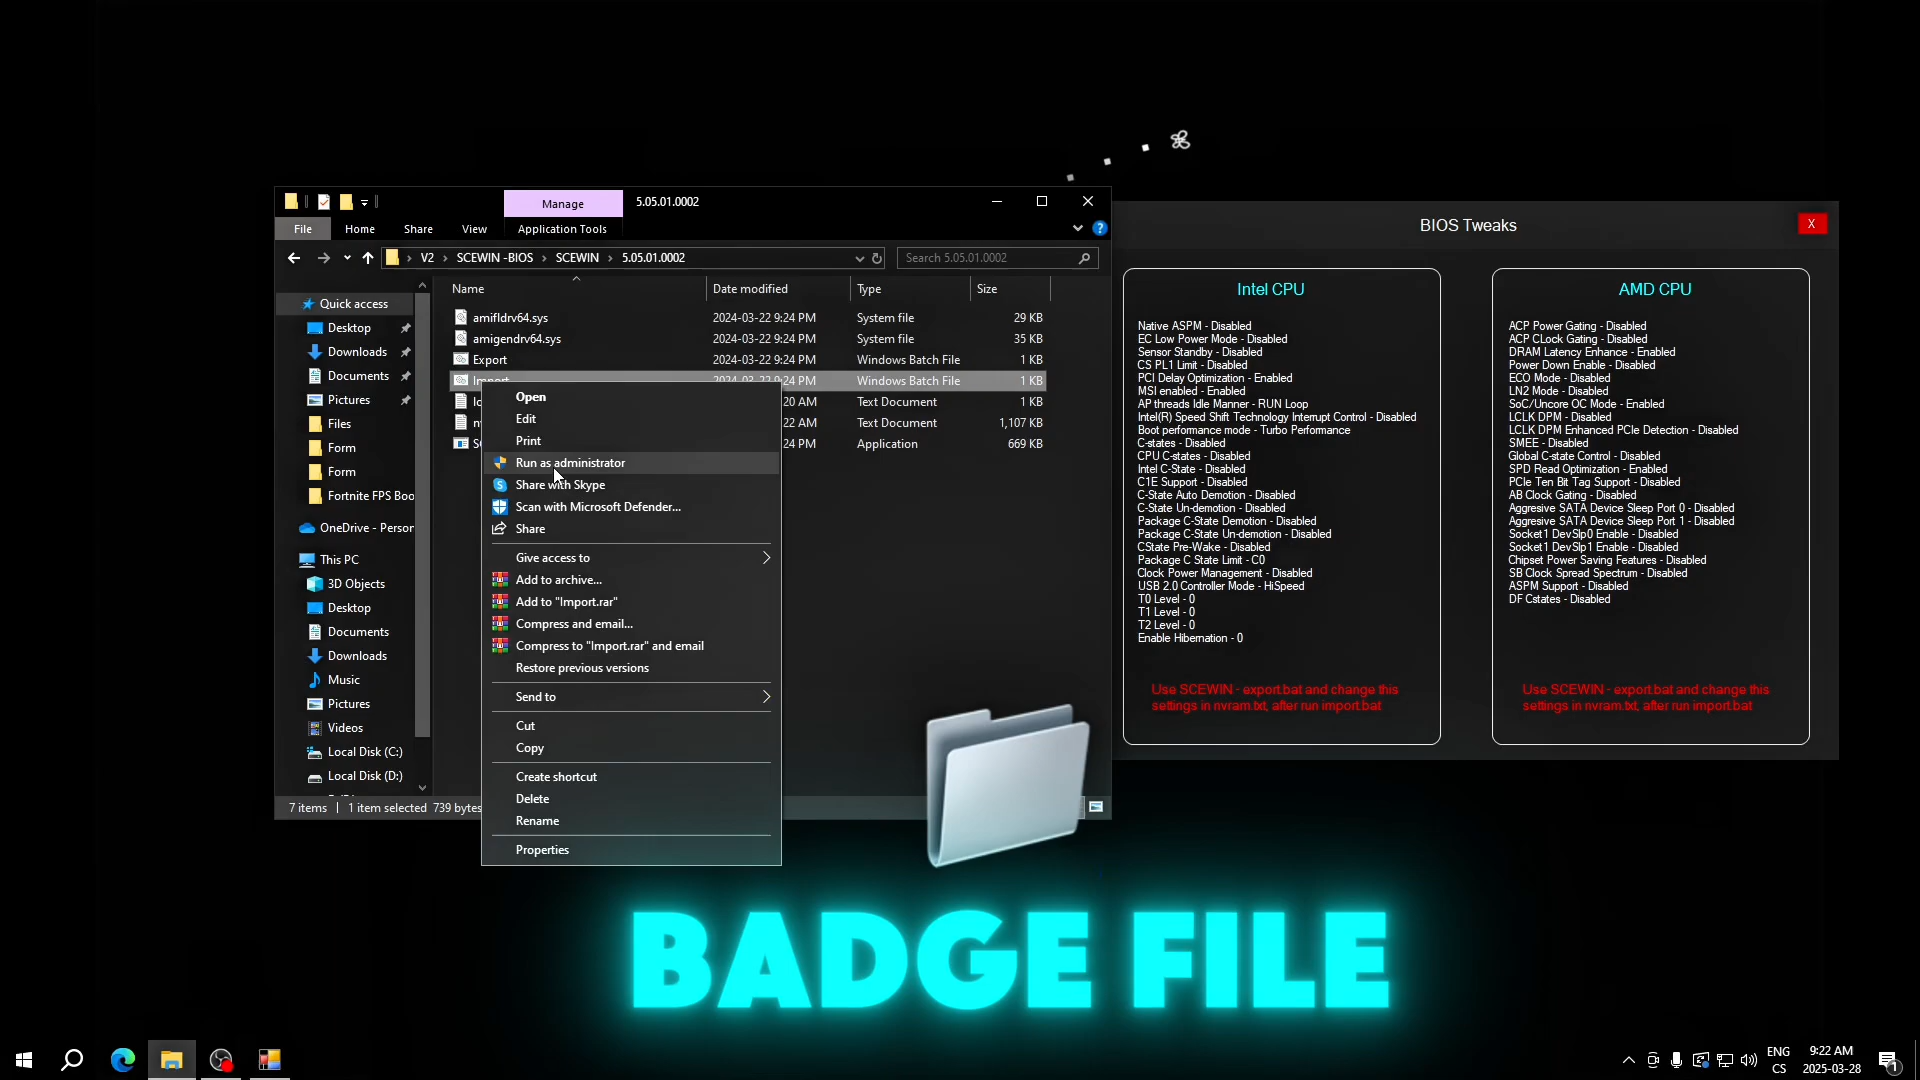 Manage
5.05.01.0002
File
Home
Share
View
Application Tools
V2
SCEWIN -BIOS
SCEWIN
5.05.01.0002
Search 5.05.01.0002
Name
Date modified
Type
Size
Quick access
Desktop
Downloads
Documents
Pictures
Files
Form
Form
Fortnite FPS Boo
OneDrive - Person
This PC
3D Objects
Desktop
Documents
Downloads
Music
Pictures
Videos
Local Disk (C:)
Local Disk (D:)
amifldrv64.sys 2024-03-22 9:24 PM System file 29 KB
amigendrv64.sys 2024-03-22 9:24 PM System file 35 KB
Export 2024-03-22 9:24 PM Windows Batch File 1 KB
Import 2024-03-22 9:24 PM Windows Batch File 1 KB
20 AM Text Document 1 KB
22 AM Text Document 1,107 KB
24 PM Application 669 KB
Open
Edit
Print
Run as administrator
Share with Skype
Scan with Microsoft Defender...
Share
Give access to
Add to archive...
Add to "Import.rar"
Compress and email...
Compress to "Import.rar" and email
Restore previous versions
Send to
Cut
Copy
Create shortcut
Delete
Rename
Properties
7 items
1 item selected 739 bytes
BIOS Tweaks
X
Intel CPU
Native ASPM - Disabled
EC Low Power Mode - Disabled
Sensor Standby - Disabled
CS PL1 Limit - Disabled
PCI Delay Optimization - Enabled
MSI enabled - Enabled
AP threads Idle Manner - RUN Loop
Intel(R) Speed Shift Technology Interrupt Control - Disabled
Boot performance mode - Turbo Performance
C-states - Disabled
CPU C-states - Disabled
Intel C-State - Disabled
C1E Support - Disabled
C-State Auto Demotion - Disabled
C-State Un-demotion - Disabled
Package C-State Demotion - Disabled
Package C-State Un-demotion - Disabled
CState Pre-Wake - Disabled
Package C State Limit - C0
Clock Power Management - Disabled
USB 2.0 Controller Mode - HiSpeed
T0 Level - 0
T1 Level - 0
T2 Level - 0
Enable Hibernation - 0
Use SCEWIN - export.bat and change this
settings in nvram.txt, after run import.bat
AMD CPU
ACP Power Gating - Disabled
ACP CLock Gating - Disabled
DRAM Latency Enhance - Enabled
Power Down Enable - Disabled
ECO Mode - Disabled
LN2 Mode - Disabled
SoC/Uncore OC Mode - Enabled
LCLK DPM - Disabled
LCLK DPM Enhanced PCIe Detection - Disabled
SMEE - Disabled
Global C-state Control - Disabled
SPD Read Optimization - Enabled
PCIe Ten Bit Tag Support - Disabled
AB Clock Gating - Disabled
Aggresive SATA Device Sleep Port 0 - Disabled
Aggresive SATA Device Sleep Port 1 - Disabled
Socket1 DevSlp0 Enable - Disabled
Socket1 DevSlp1 Enable - Disabled
Chipset Power Saving Features - Disabled
SB Clock Spread Spectrum - Disabled
ASPM Support - Disabled
DF Cstates - Disabled
Use SCEWIN - export.bat and change this
settings in nvram.txt, after run import.bat
BADGE FILE
ENG
CS
9:22 AM
2025-03-28
1